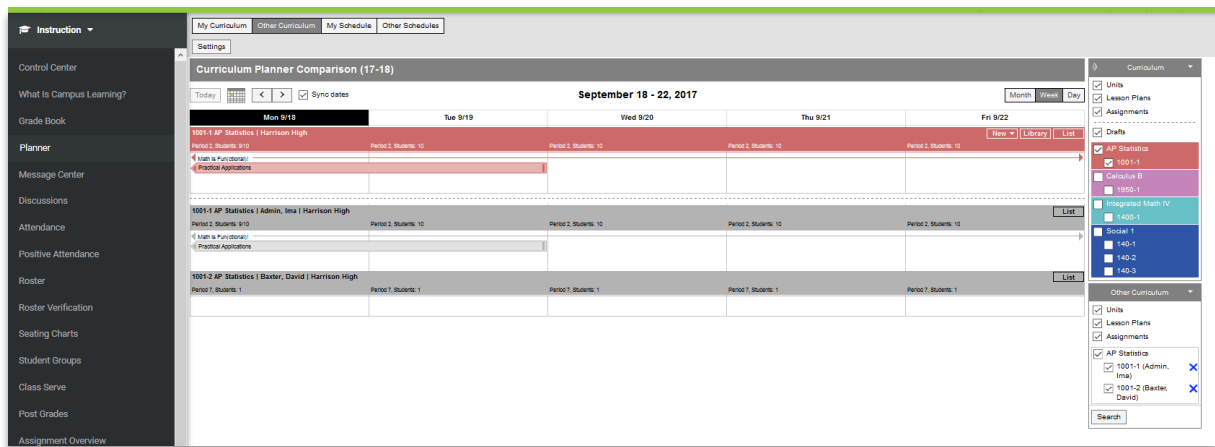 Instruction
Control Center
What Is Campus Learning?
Grade Book
Planner
Message Center
Discussions
Attendance
Positive Attendance
Roster
Roster Verification
Seating Charts
Student Groups
Class Serve
Post Grades
Assignment Overview
My Curriculum Other Curriculum My Schedule Other Schedules
Settings
Curriculum Planner Comparison (17-18)
Today < > Sync dates September 18 - 22, 2017 Month Week Day
Mon 9/18 Tue 9/19 Wed 9/20 Thu 9/21 Fri 9/22
1001-1 AP Statistics | Harrison High New Library List
Period 2, Students: 9/10 Period 2, Students: 10 Period 2, Students: 10 Period 2, Students: 10 Period 2, Students: 10
Math is Fun(ctional)!
Practical Applications
1001-1 AP Statistics | Admin, Ima | Harrison High List
Period 2, Students: 9/10 Period 2, Students: 10 Period 2, Students: 10 Period 2, Students: 10 Period 2, Students: 10
Math is Fun(ctional)!
Practical Applications
1001-2 AP Statistics | Baxter, David | Harrison High List
Period 7, Students: 1 Period 7, Students: 1 Period 7, Students: 1 Period 7, Students: 1 Period 7, Students: 1
Curriculum
Units
Lesson Plans
Assignments
Drafts
AP Statistics
1001-1
Calculus B
1950-1
Integrated Math IV
1400-1
Social 1
140-1
140-2
140-3
Other Curriculum
Units
Lesson Plans
Assignments
AP Statistics
1001-1 (Admin,
Ima)
1001-2 (Baxter,
David)
Search